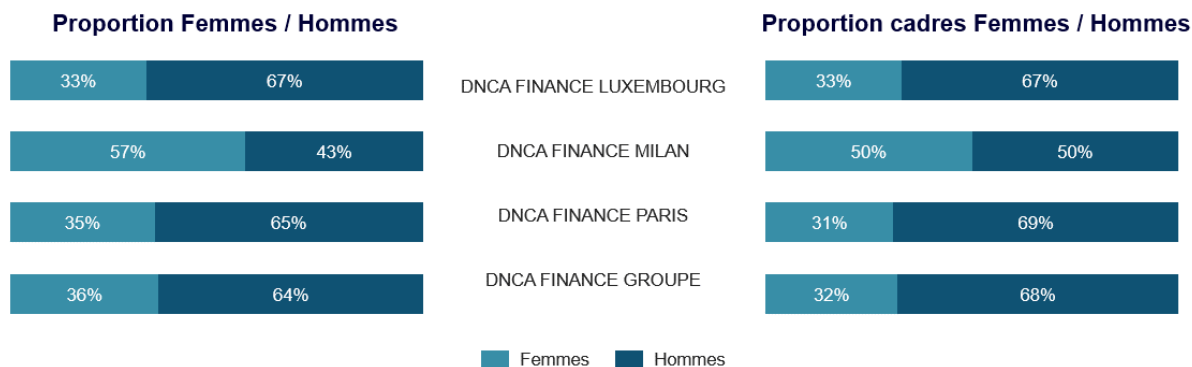 Proportion Femmes / Hommes
Proportion cadres Femmes / Hommes
33% 67%
DNCA FINANCE LUXEMBOURG
33% 67%
57% 43%
DNCA FINANCE MILAN
50% 50%
35% 65%
DNCA FINANCE PARIS
31% 69%
36% 64%
DNCA FINANCE GROUPE
32% 68%
Femmes Hommes